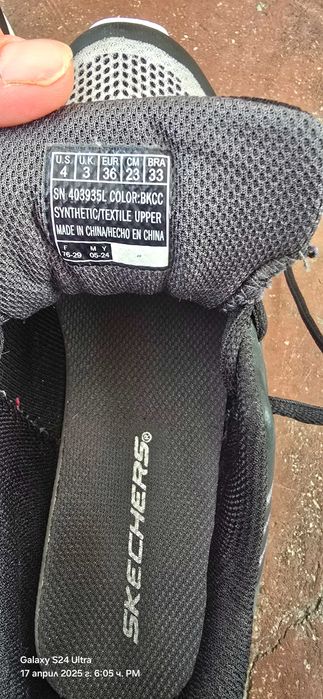 U.S. U.K. EUR CM BRA
4 3 36 23 33
SN 403935L COLOR:BKCC
SYNTHETIC/TEXTILE UPPER
MADE IN CHINA/HECHO EN CHINA
F M Y
76-29 05-24
SKECHERS®
Galaxy S24 Ultra
17 април 2025 г. 6:05 ч. PM